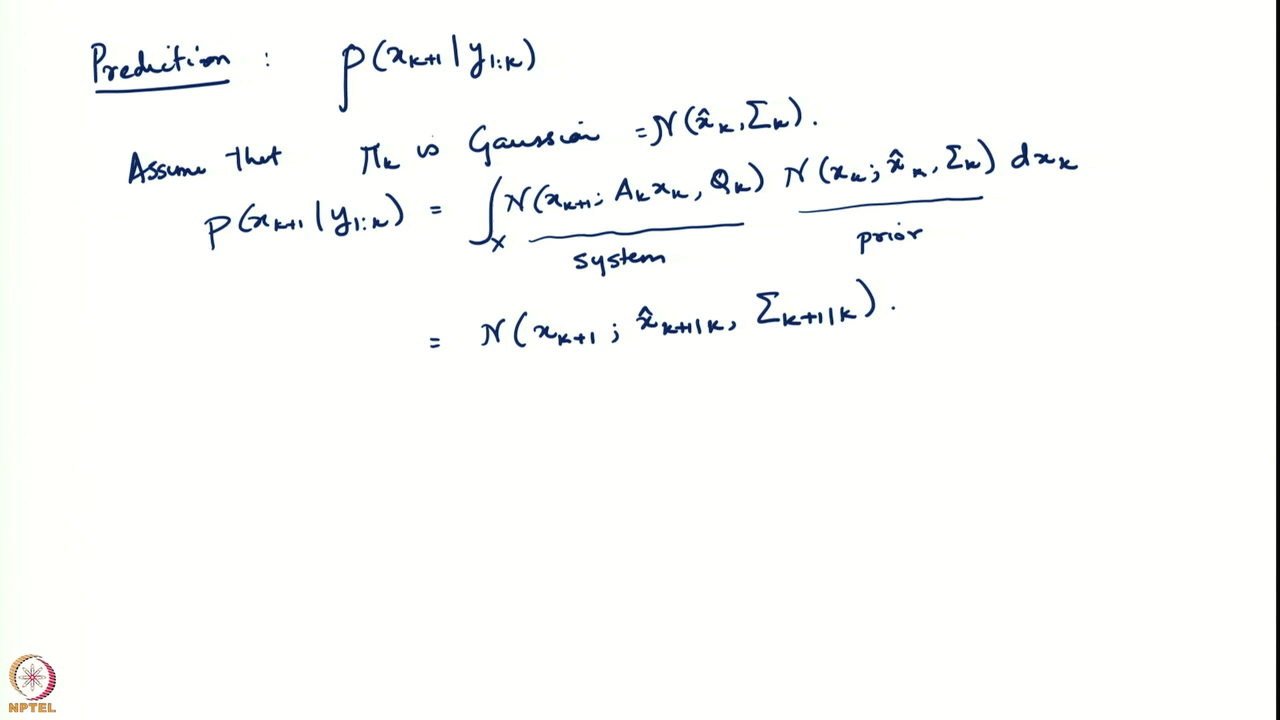 Prediction : p(x_{k+1} | y_{1:k})
Assume that π_k is Gaussian = N(x̂_k, Σ_k).
p(x_{k+1} | y_{1:k}) = ∫_X N(x_{k+1}; A_k x_k, Q_k) N(x_k; x̂_k, Σ_k) dx_k
system prior
= N(x_{k+1}; x̂_{k+1|k}, Σ_{k+1|k}).
NPTEL